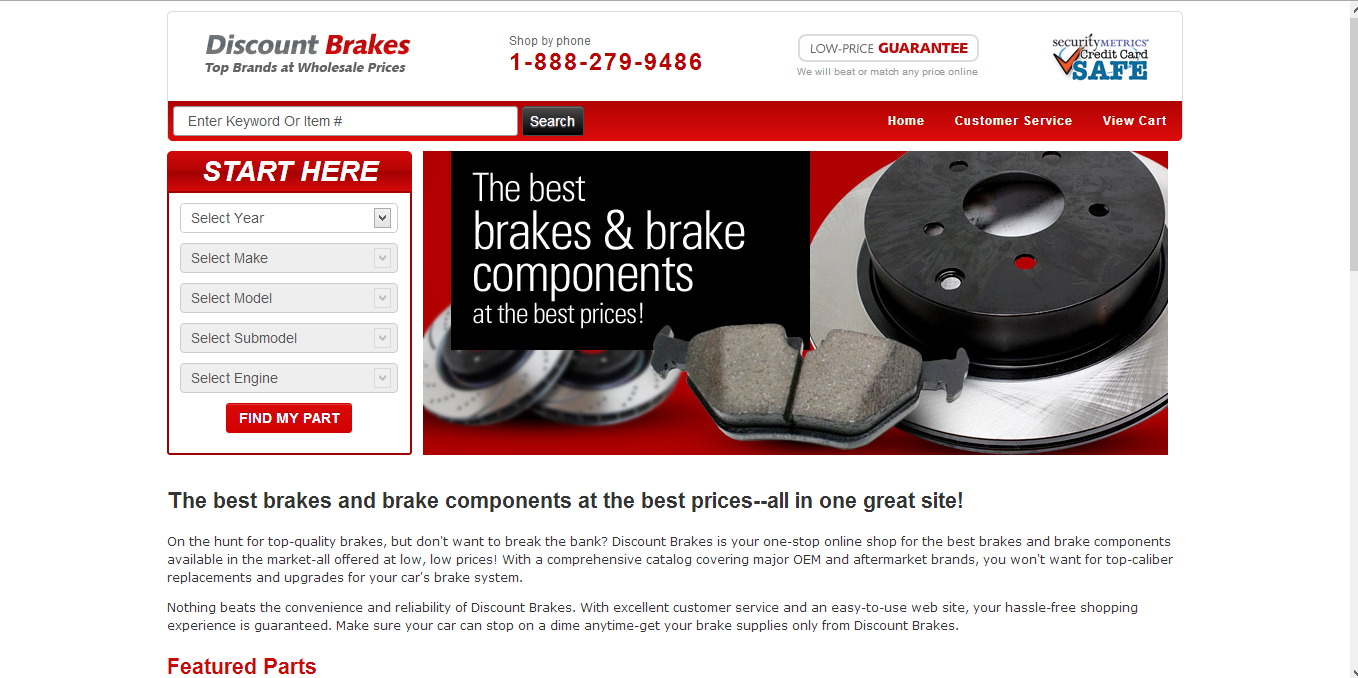 Discount Brakes
Top Brands at Wholesale Prices
Shop by phone
1-888-279-9486
LOW-PRICE GUARANTEE
We will beat or match any price online
securityMETRICS®
Credit Card
SAFE
Enter Keyword Or Item #
Search
Home
Customer Service
View Cart
START HERE
Select Year
Select Make
Select Model
Select Submodel
Select Engine
FIND MY PART
The best
brakes & brake
components
at the best prices!
The best brakes and brake components at the best prices--all in one great site!
On the hunt for top-quality brakes, but don't want to break the bank? Discount Brakes is your one-stop online shop for the best brakes and brake components
available in the market-all offered at low, low prices! With a comprehensive catalog covering major OEM and aftermarket brands, you won't want for top-caliber
replacements and upgrades for your car's brake system.
Nothing beats the convenience and reliability of Discount Brakes. With excellent customer service and an easy-to-use web site, your hassle-free shopping
experience is guaranteed. Make sure your car can stop on a dime anytime-get your brake supplies only from Discount Brakes.
Featured Parts